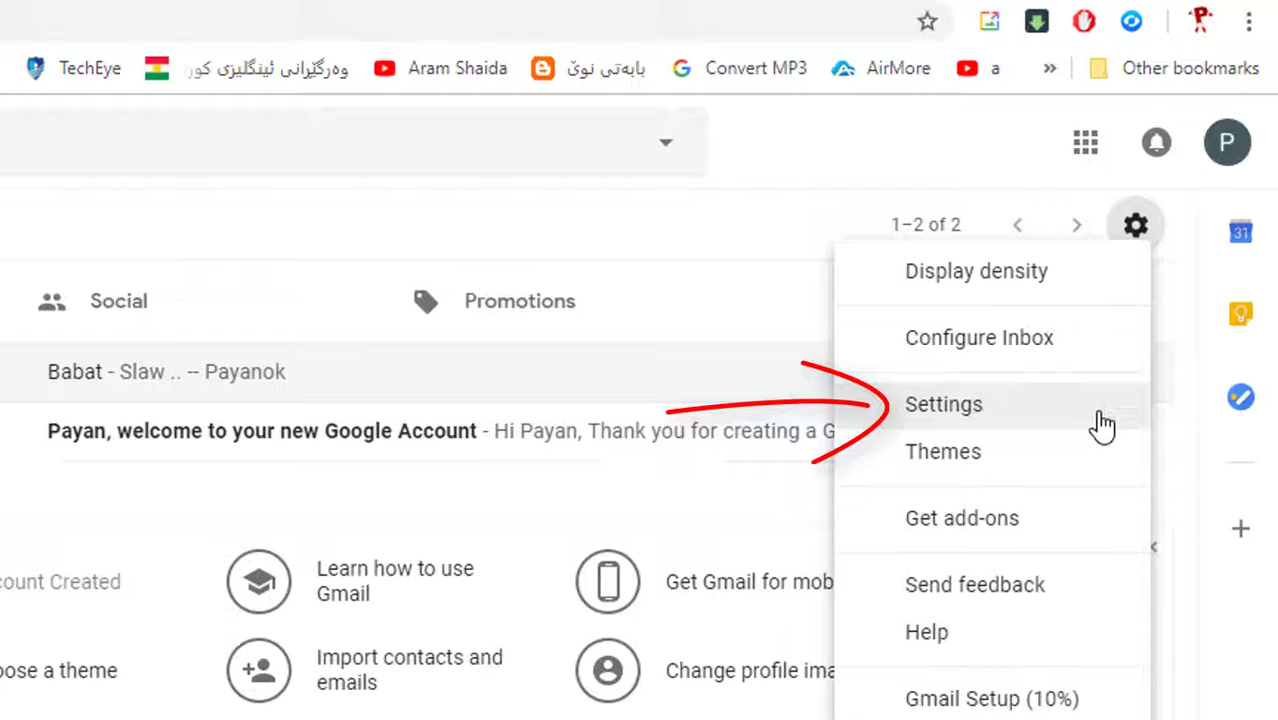 TechEye
وەرگێڕانی ئینگلیزی کور
Aram Shaida
بابەتی نوێ
Convert MP3
AirMore
a
»
Other bookmarks
P
1–2 of 2
31
Display density
Social
Promotions
Configure Inbox
Babat - Slaw .. -- Payanok
Settings
Payan, welcome to your new Google Account - Hi Payan, Thank you for creating a G
Themes
Get add-ons
count Created
Learn how to use
Gmail
Get Gmail for mob
Send feedback
Help
oose a theme
Import contacts and
emails
Change profile ima
Gmail Setup (10%)